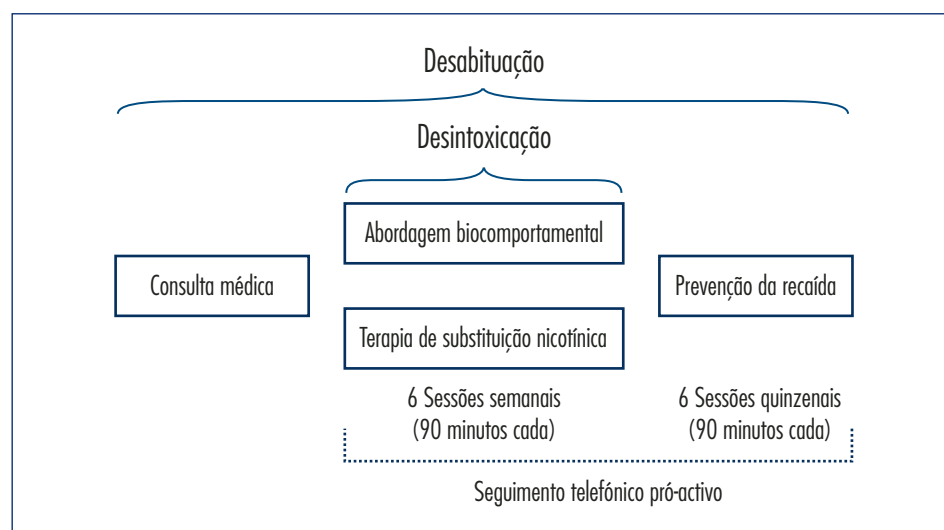 Desabituação
Desintoxicação
Abordagem biocomportamental
Consulta médica
Prevenção da recaída
Terapia de substituição nicotínica
6 Sessões semanais
(90 minutos cada)
6 Sessões quinzenais
(90 minutos cada)
Seguimento telefónico pró-activo